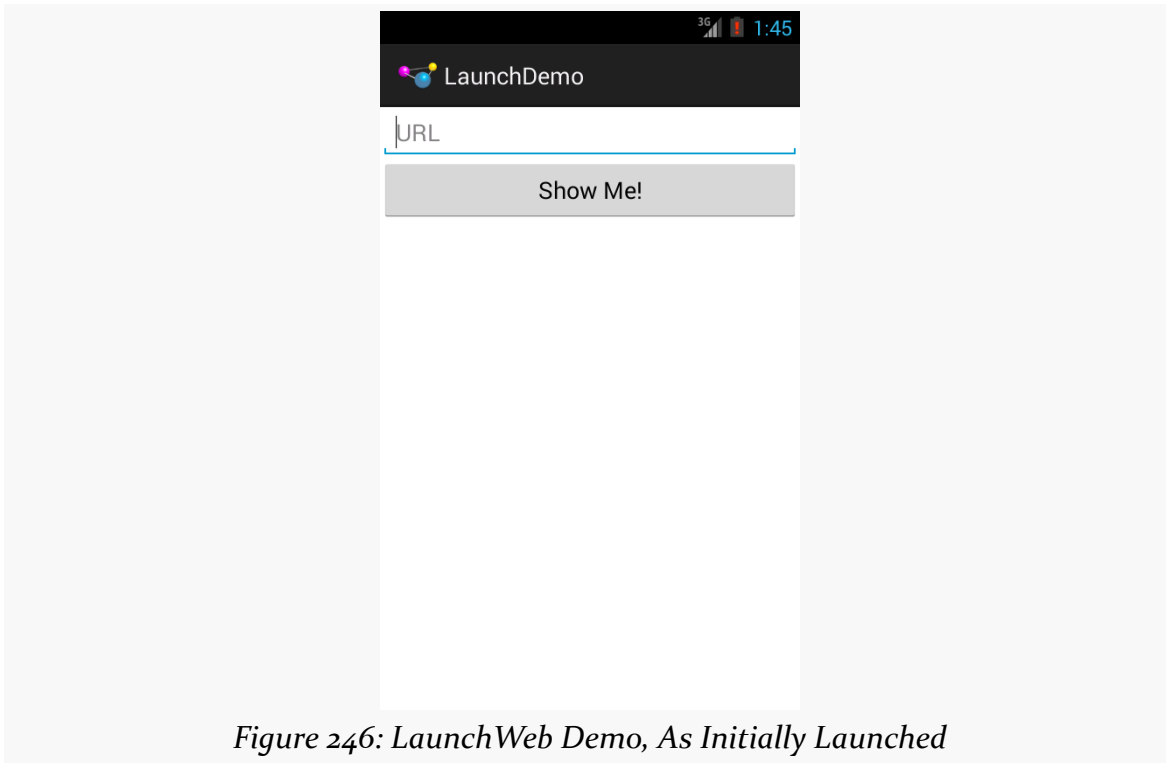 3G 1:45
LaunchDemo
URL
Show Me!
Figure 246: LaunchWeb Demo, As Initially Launched